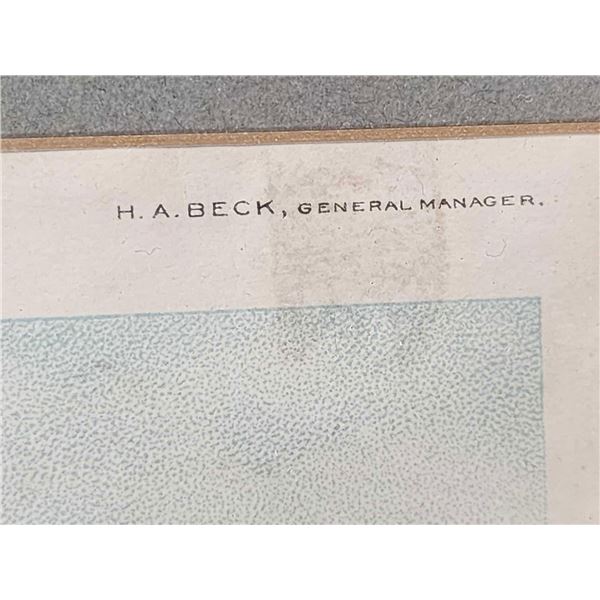 H. A. BECK, GENERAL MANAGER.